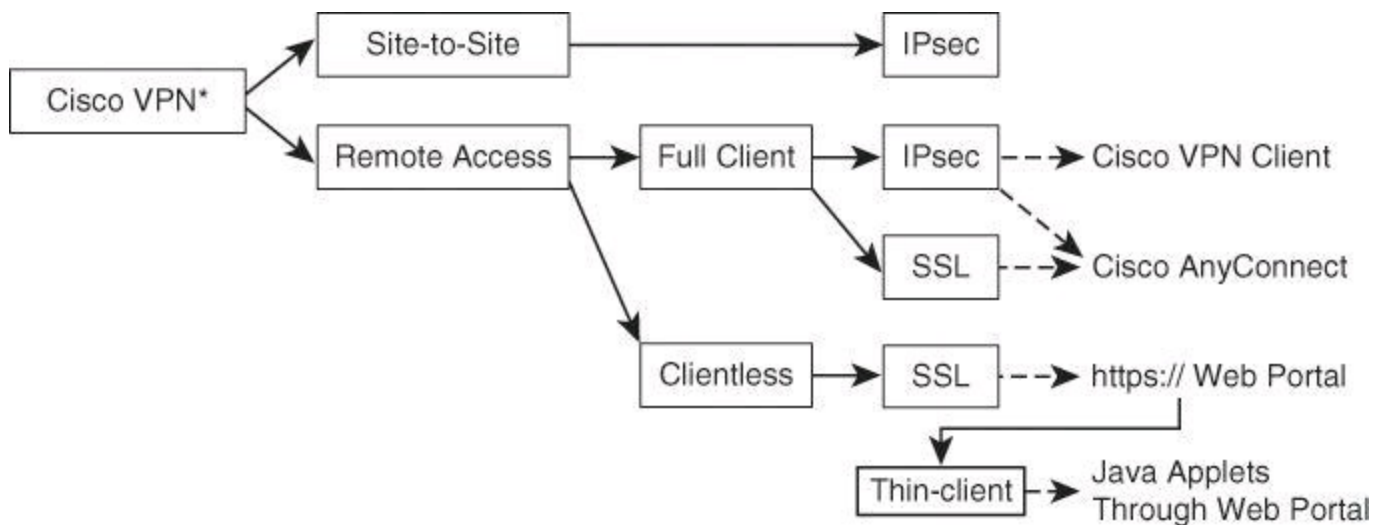 Site-to-Site
IPsec
Cisco VPN*
Remote Access
Full Client
IPsec
Cisco VPN Client
SSL
Cisco AnyConnect
Clientless
SSL
https:// Web Portal
Thin-client
Java Applets
Through Web Portal